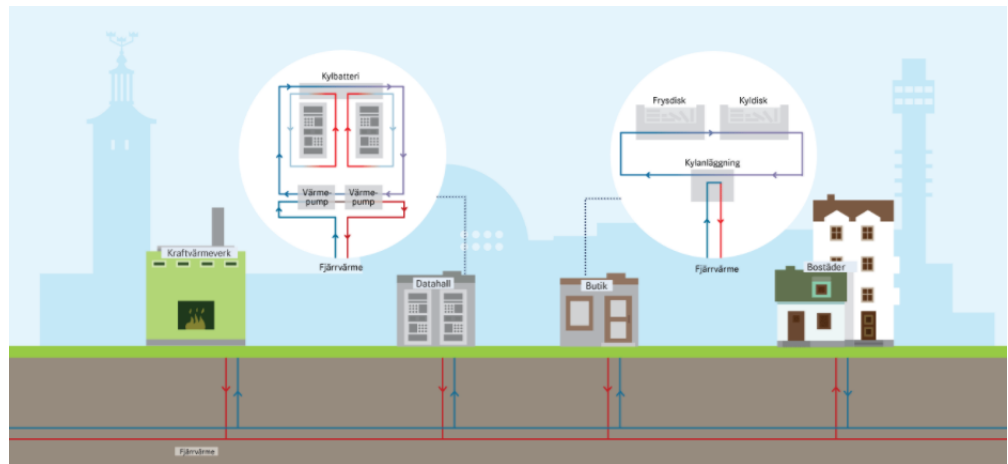 Kylbatteri
Värme-
pump
Värme-
pump
Fjärrvärme
Frysdisk
Kyldisk
Kylanläggning
Fjärrvärme
Kraftvärmeverk
Datahall
Butik
Bostäder
Fjärrvärme